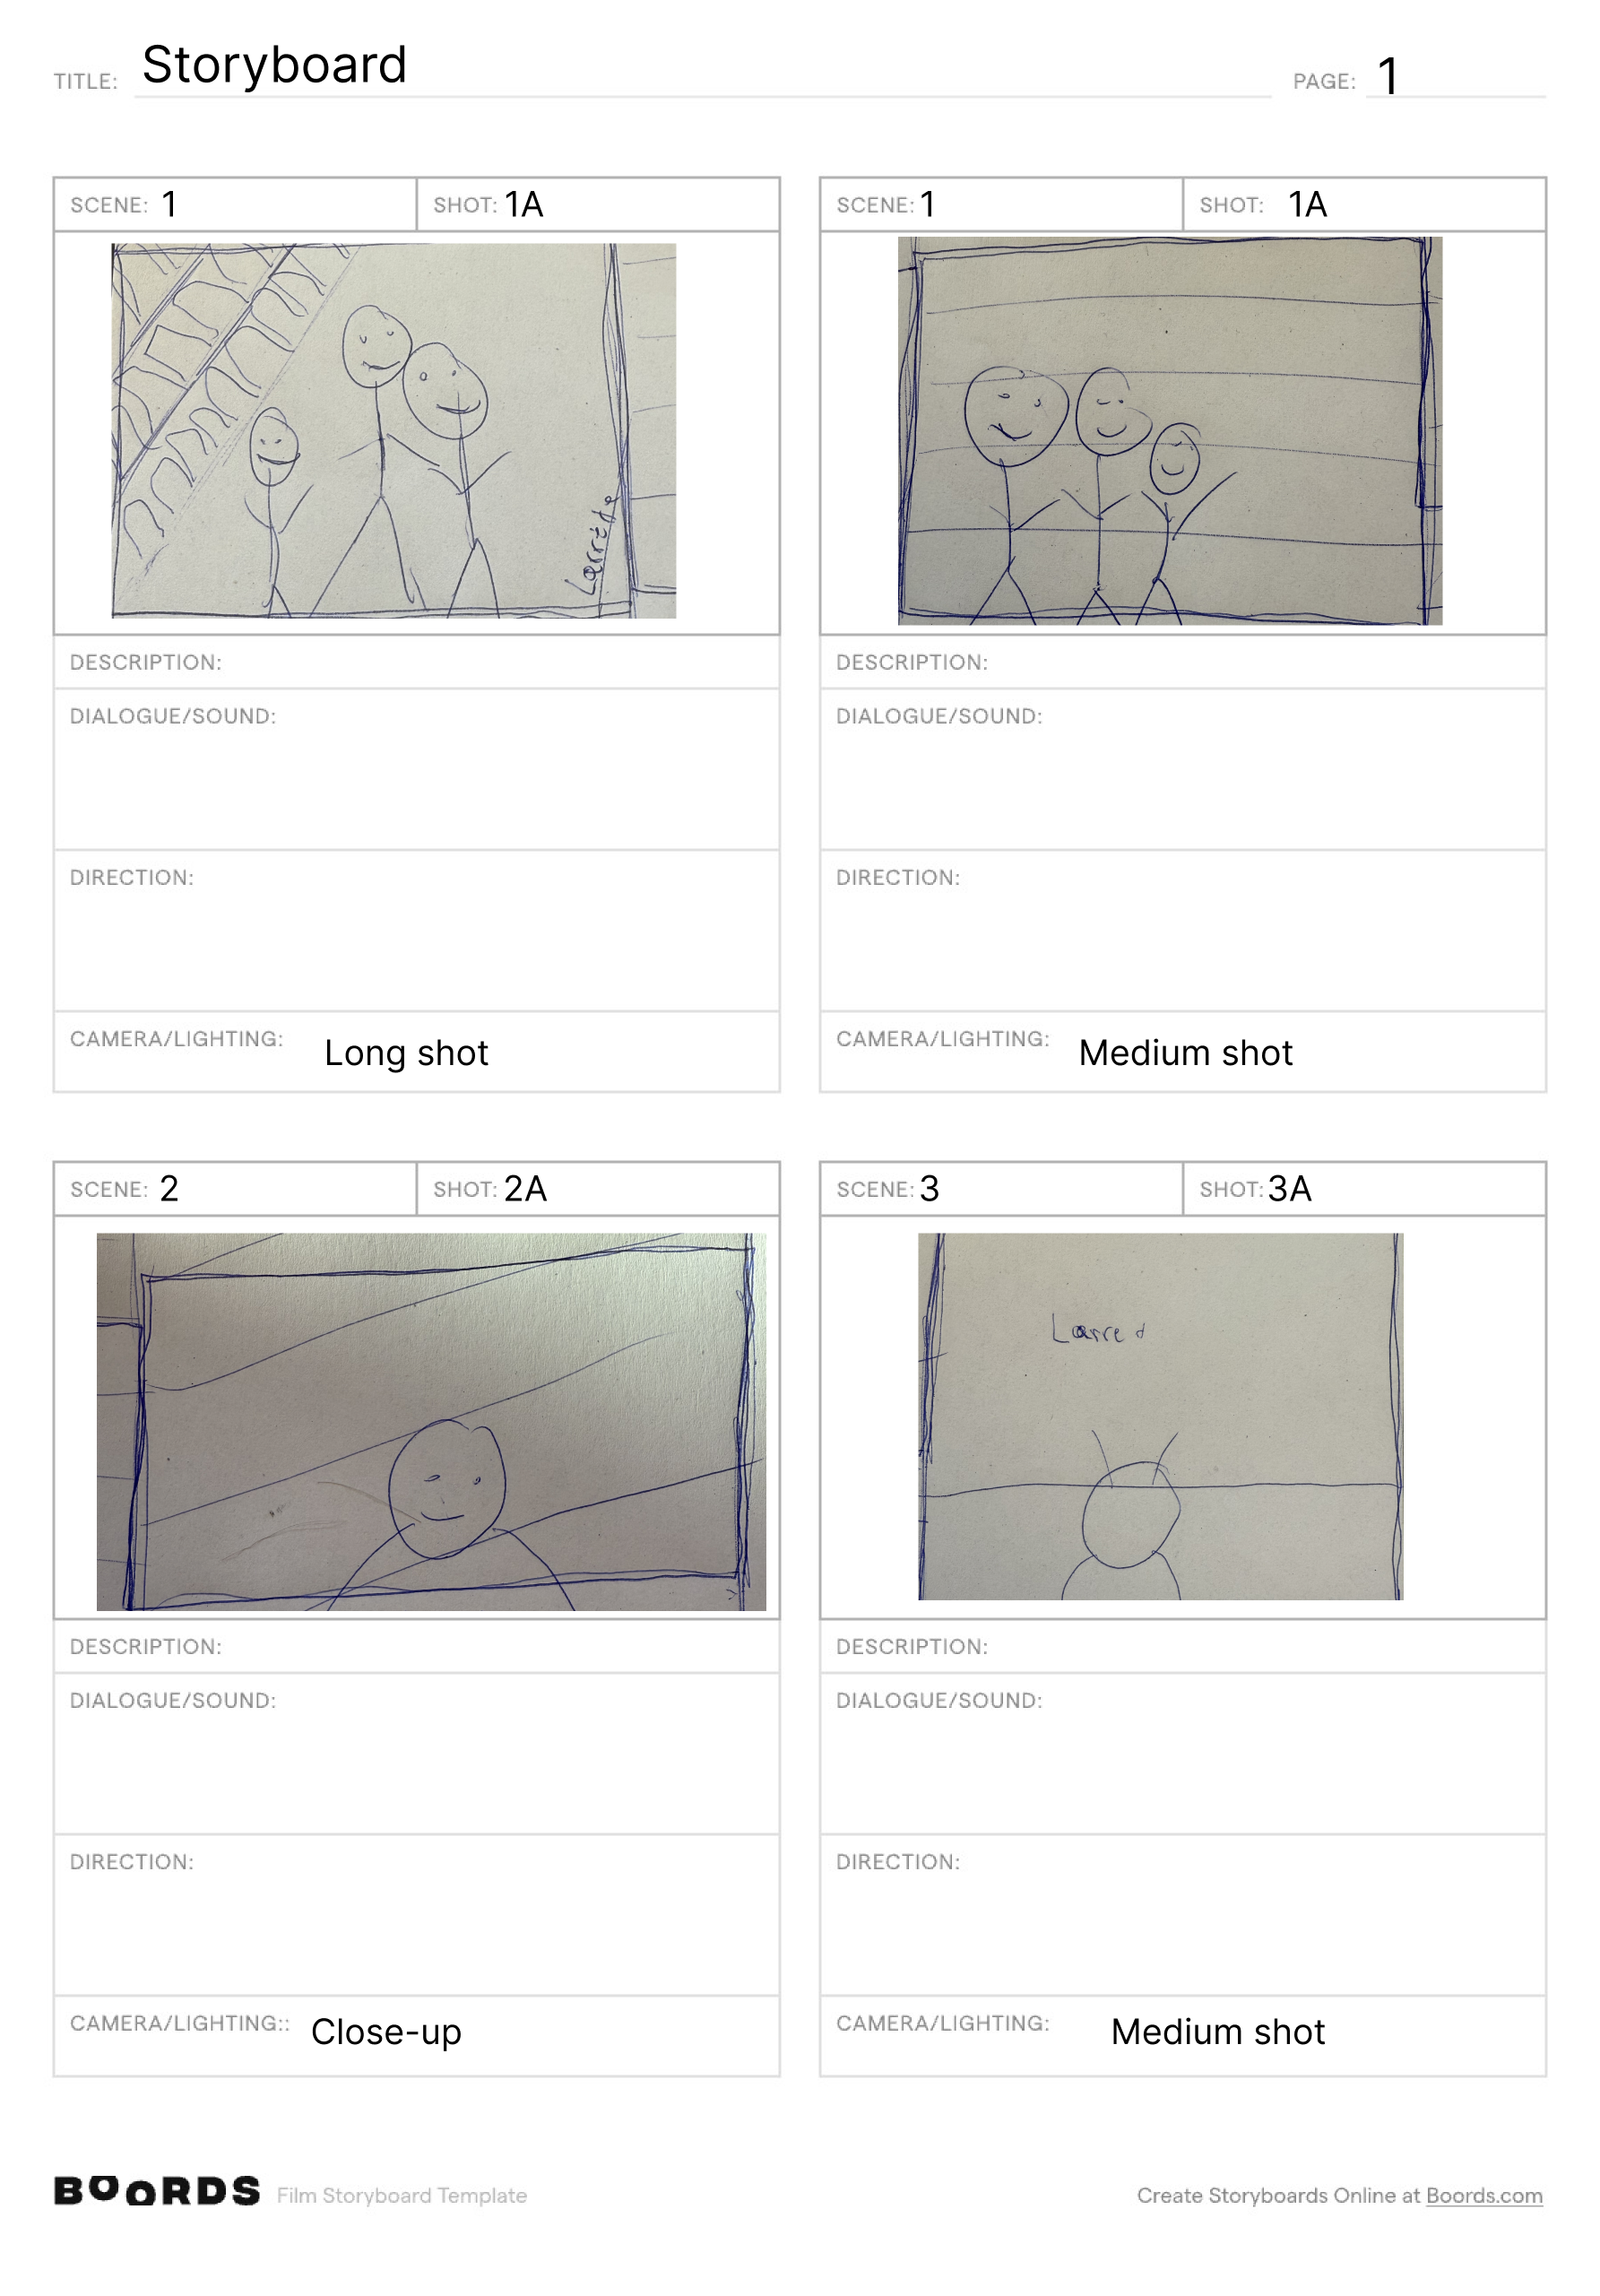 TITLE: Storyboard
PAGE: 1
SCENE: 1
SHOT: 1A
DESCRIPTION:
DIALOGUE/SOUND:
DIRECTION:
CAMERA/LIGHTING: Long shot
SCENE: 1
SHOT: 1A
DESCRIPTION:
DIALOGUE/SOUND:
DIRECTION:
CAMERA/LIGHTING: Medium shot
SCENE: 2
SHOT: 2A
DESCRIPTION:
DIALOGUE/SOUND:
DIRECTION:
CAMERA/LIGHTING:: Close-up
SCENE: 3
SHOT: 3A
DESCRIPTION:
DIALOGUE/SOUND:
DIRECTION:
CAMERA/LIGHTING: Medium shot
BOORDS Film Storyboard Template
Create Storyboards Online at Boords.com